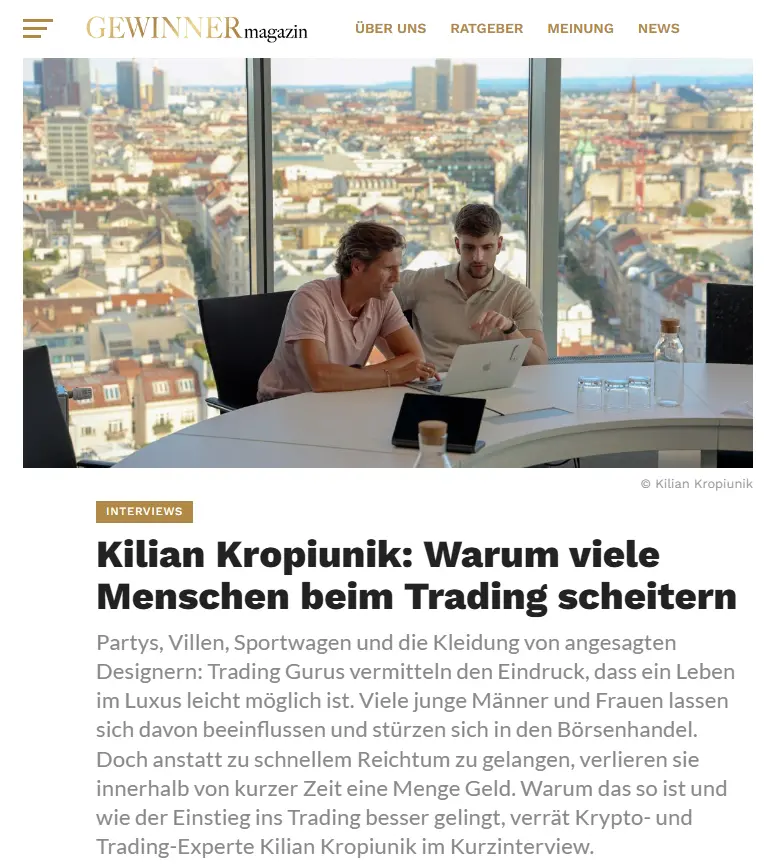 GEWINNERmagazin
ÜBER UNS RATGEBER MEINUNG NEWS
© Kilian Kropiunik
INTERVIEWS
Kilian Kropiunik: Warum viele
Menschen beim Trading scheitern
Partys, Villen, Sportwagen und die Kleidung von angesagten
Designern: Trading Gurus vermitteln den Eindruck, dass ein Leben
im Luxus leicht möglich ist. Viele junge Männer und Frauen lassen
sich davon beeinflussen und stürzen sich in den Börsenhandel.
Doch anstatt zu schnellem Reichtum zu gelangen, verlieren sie
innerhalb von kurzer Zeit eine Menge Geld. Warum das so ist und
wie der Einstieg ins Trading besser gelingt, verrät Krypto- und
Trading-Experte Kilian Kropiunik im Kurzinterview.